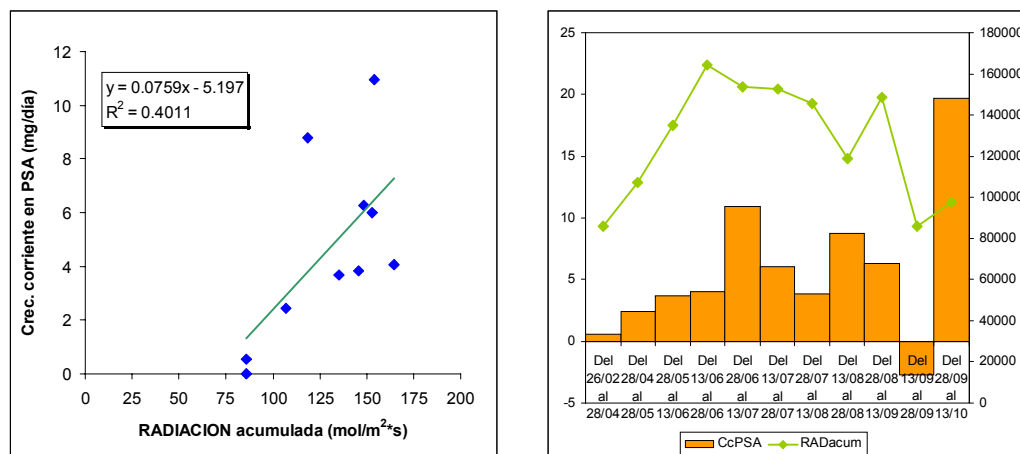 12
10
8
6
4
2
0
Crec. corriente en PSA (mg/día)
y = 0.0759x - 5.197
R² = 0.4011
0 25 50 75 100 125 150 175 200
RADIACION acumulada (mol/m²*s)
25
20
15
10
5
0
-5
180000
160000
140000
120000
100000
80000
60000
40000
20000
0
Del Del Del Del Del Del Del Del Del Del Del
26/02 28/04 28/05 13/06 28/06 13/07 28/07 13/08 28/08 13/09 28/09
al al al al al al al al al al al
28/04 28/05 13/06 28/06 13/07 28/07 13/08 28/08 13/09 28/09 13/10
CcPSA RADacum